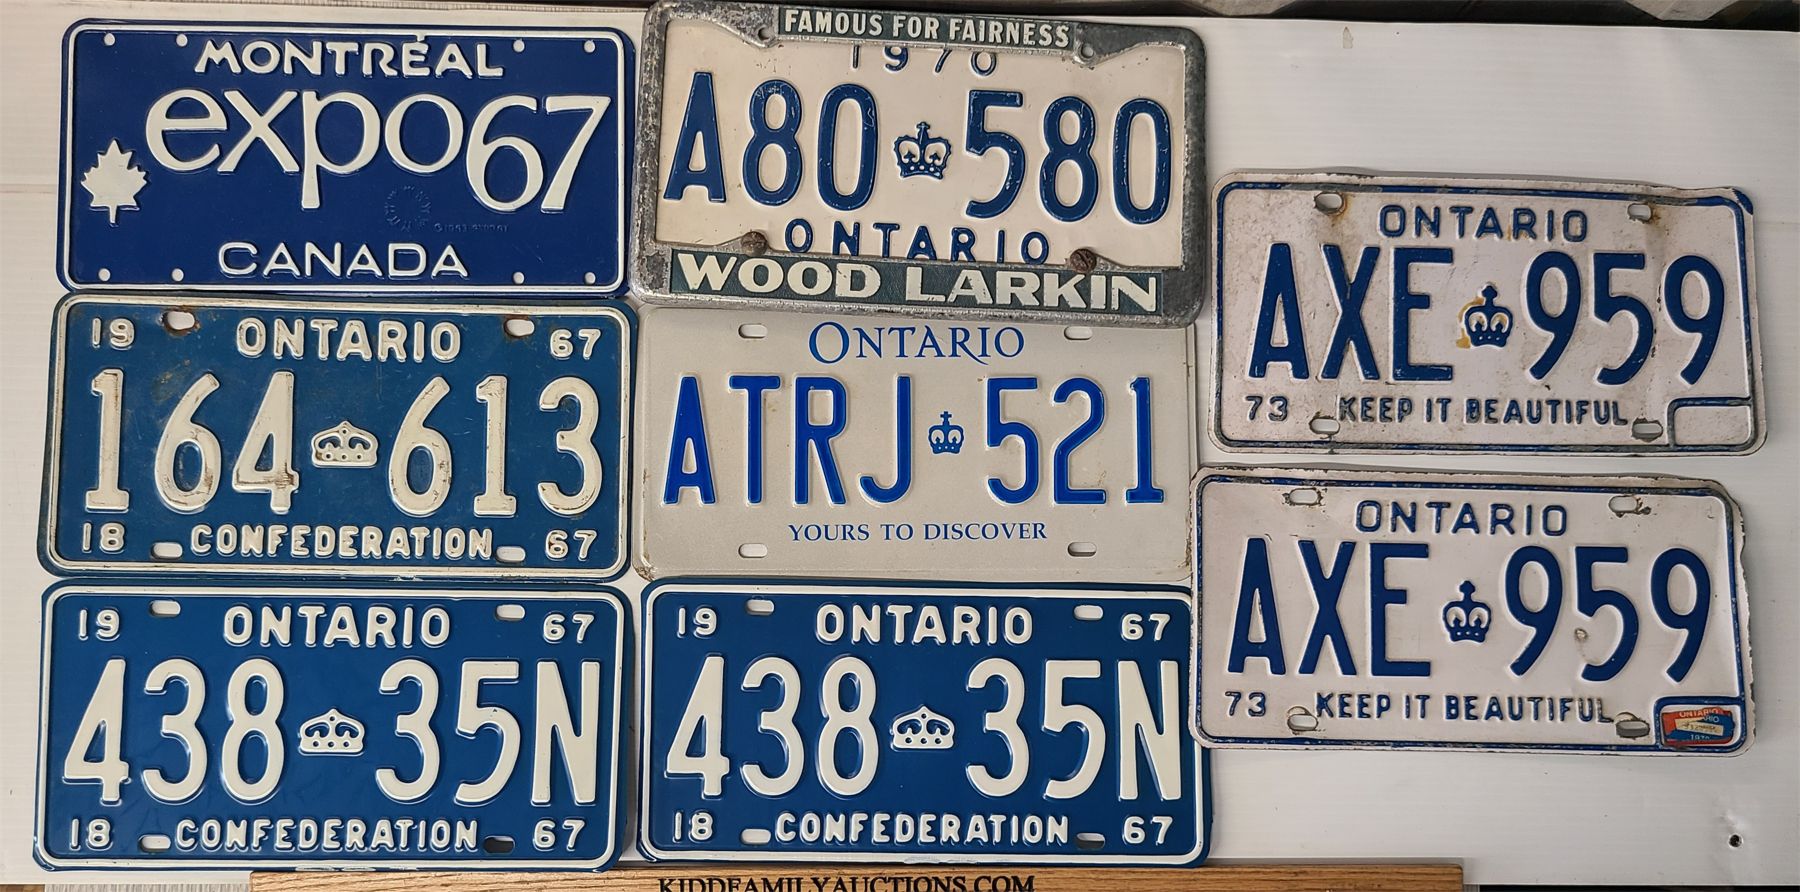 MONTRÉAL
expo67
CANADA
FAMOUS FOR FAIRNESS
1970
A80 580
ONTARIO
WOOD LARKIN
19 ONTARIO 67
164 613
18 CONFEDERATION 67
ONTARIO
ATRJ 521
YOURS TO DISCOVER
19 ONTARIO 67
438 35N
18 CONFEDERATION 67
19 ONTARIO 67
438 35N
18 CONFEDERATION 67
ONTARIO
AXE 959
73 KEEP IT BEAUTIFUL
ONTARIO
AXE 959
73 KEEP IT BEAUTIFUL
ONTARIO
KIDDFAMILYAUCTIONS.COM